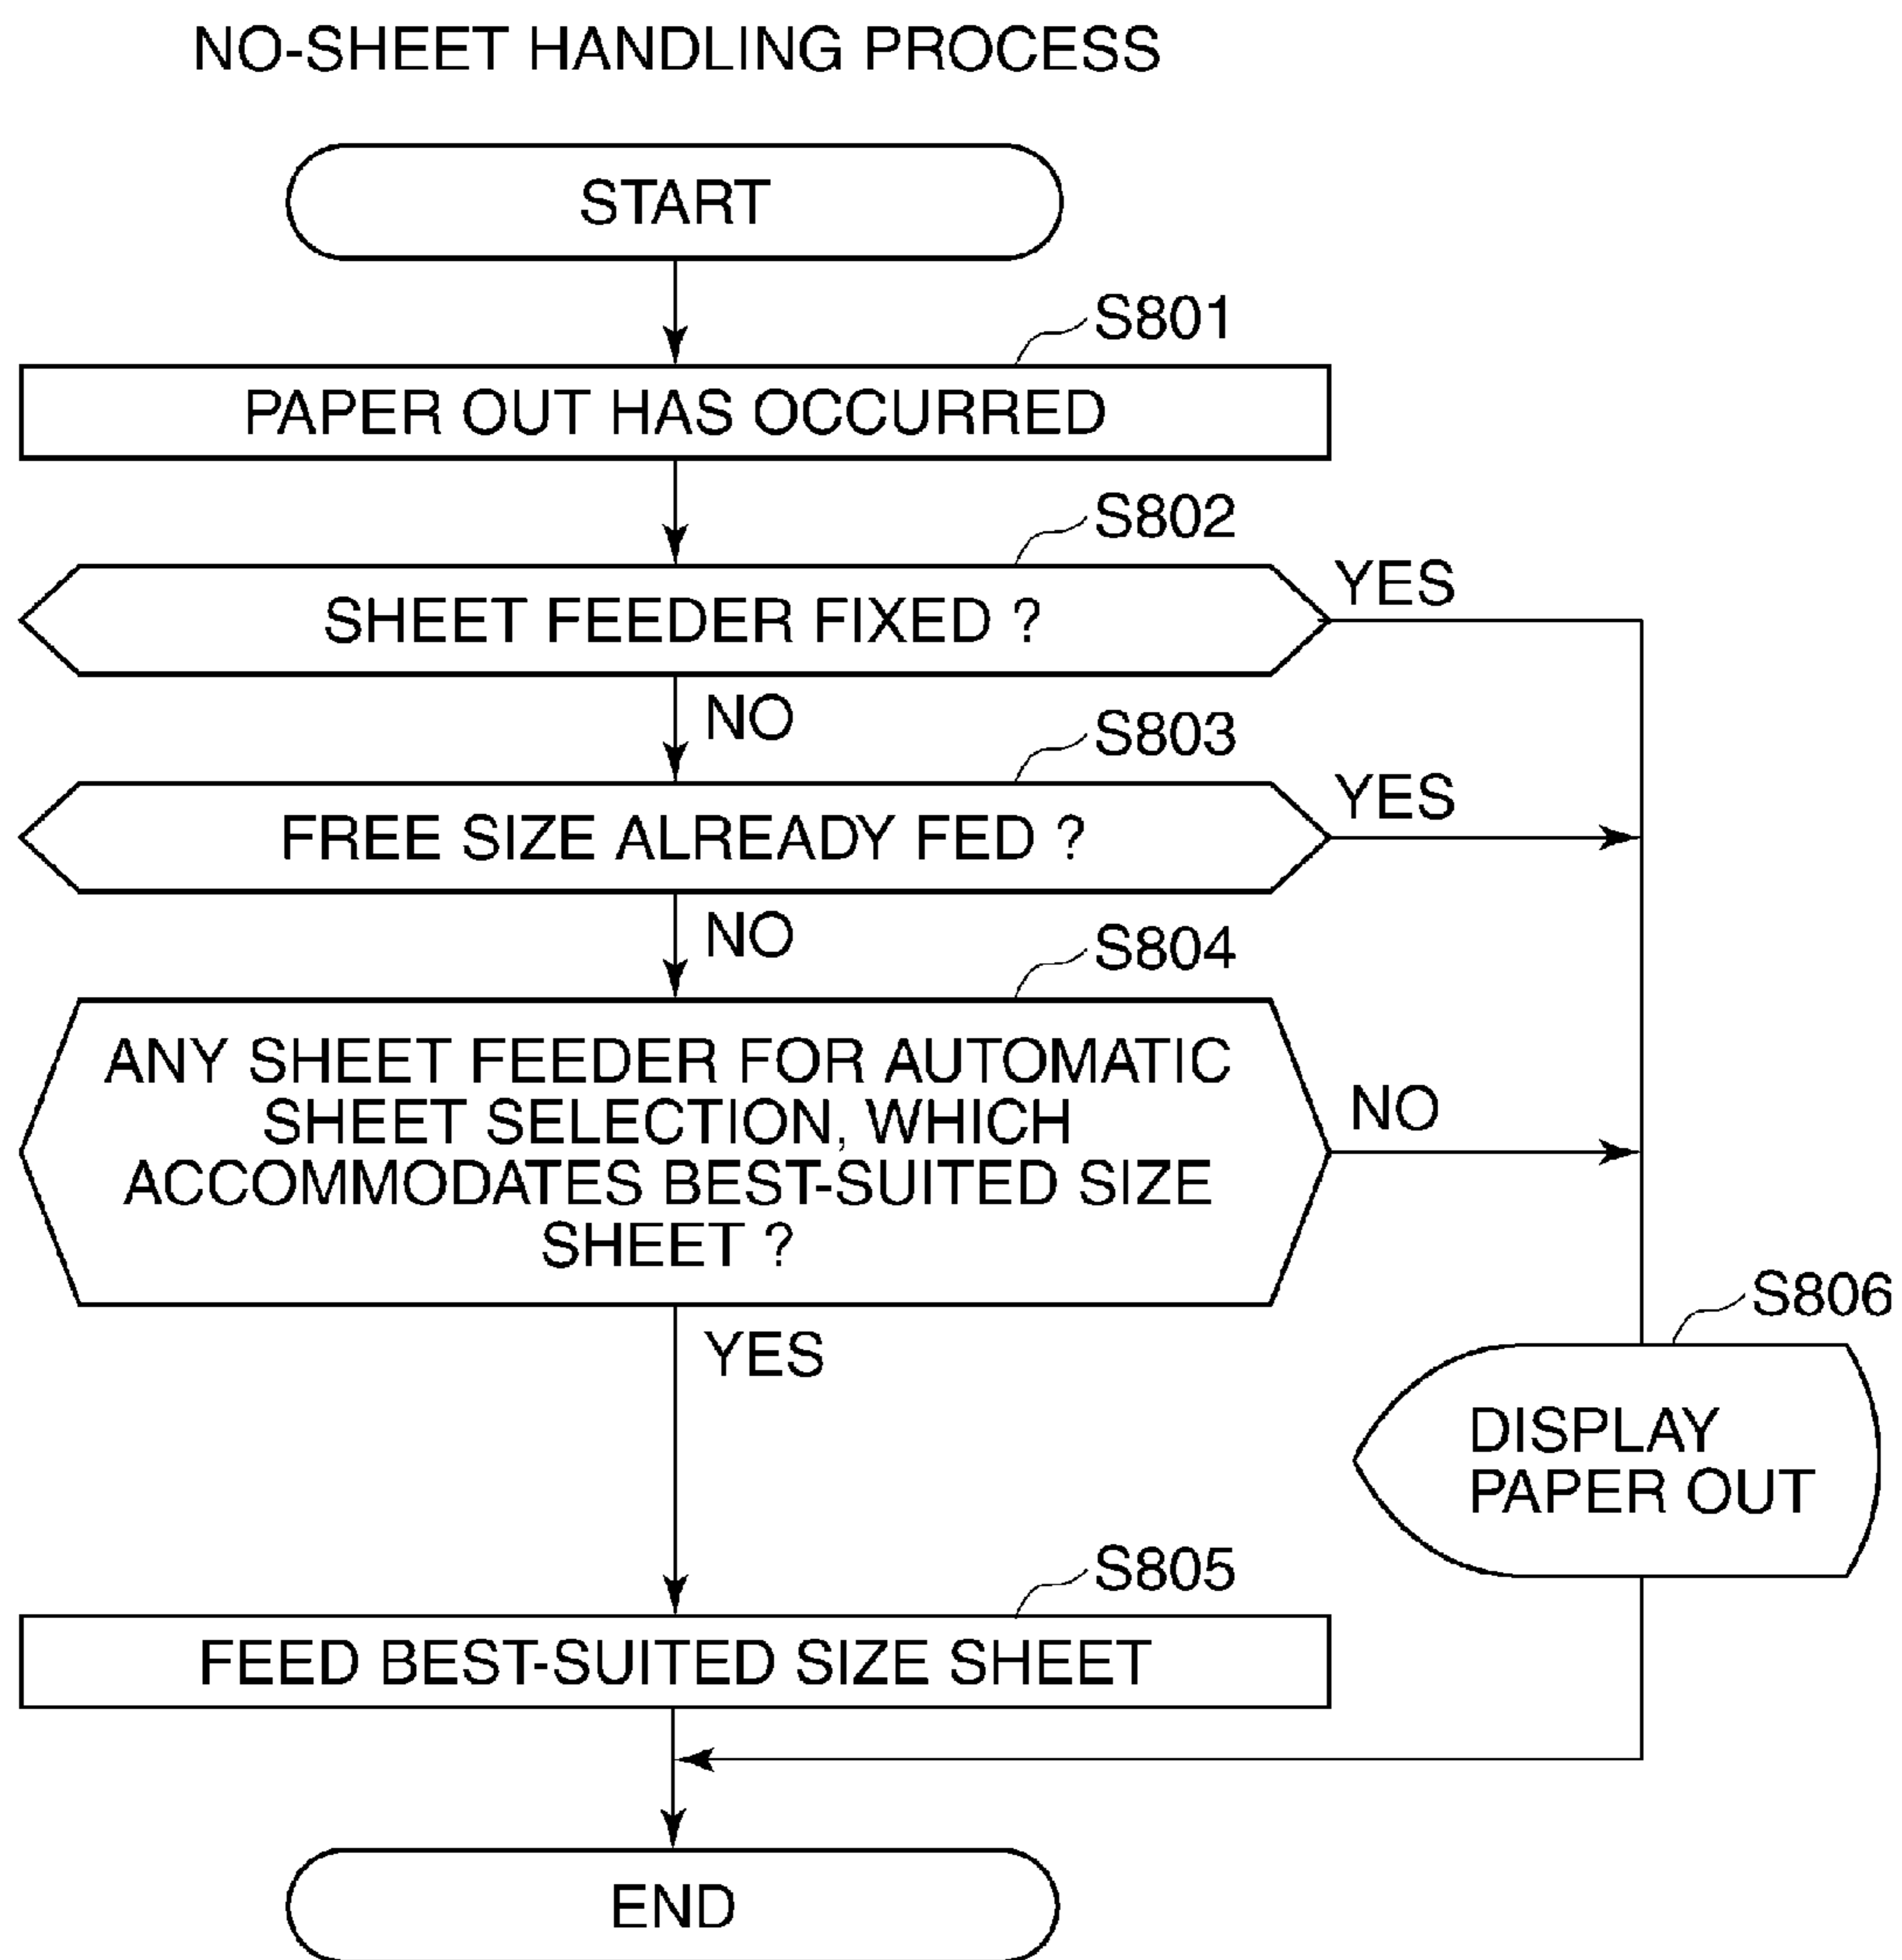 NO-SHEET HANDLING PROCESS
START
S801
PAPER OUT HAS OCCURRED
S802
SHEET FEEDER FIXED ?
YES
NO
S803
FREE SIZE ALREADY FED ?
YES
NO
S804
ANY SHEET FEEDER FOR AUTOMATIC
SHEET SELECTION, WHICH
ACCOMMODATES BEST-SUITED SIZE
SHEET ?
NO
YES
S806
DISPLAY
PAPER OUT
S805
FEED BEST-SUITED SIZE SHEET
END